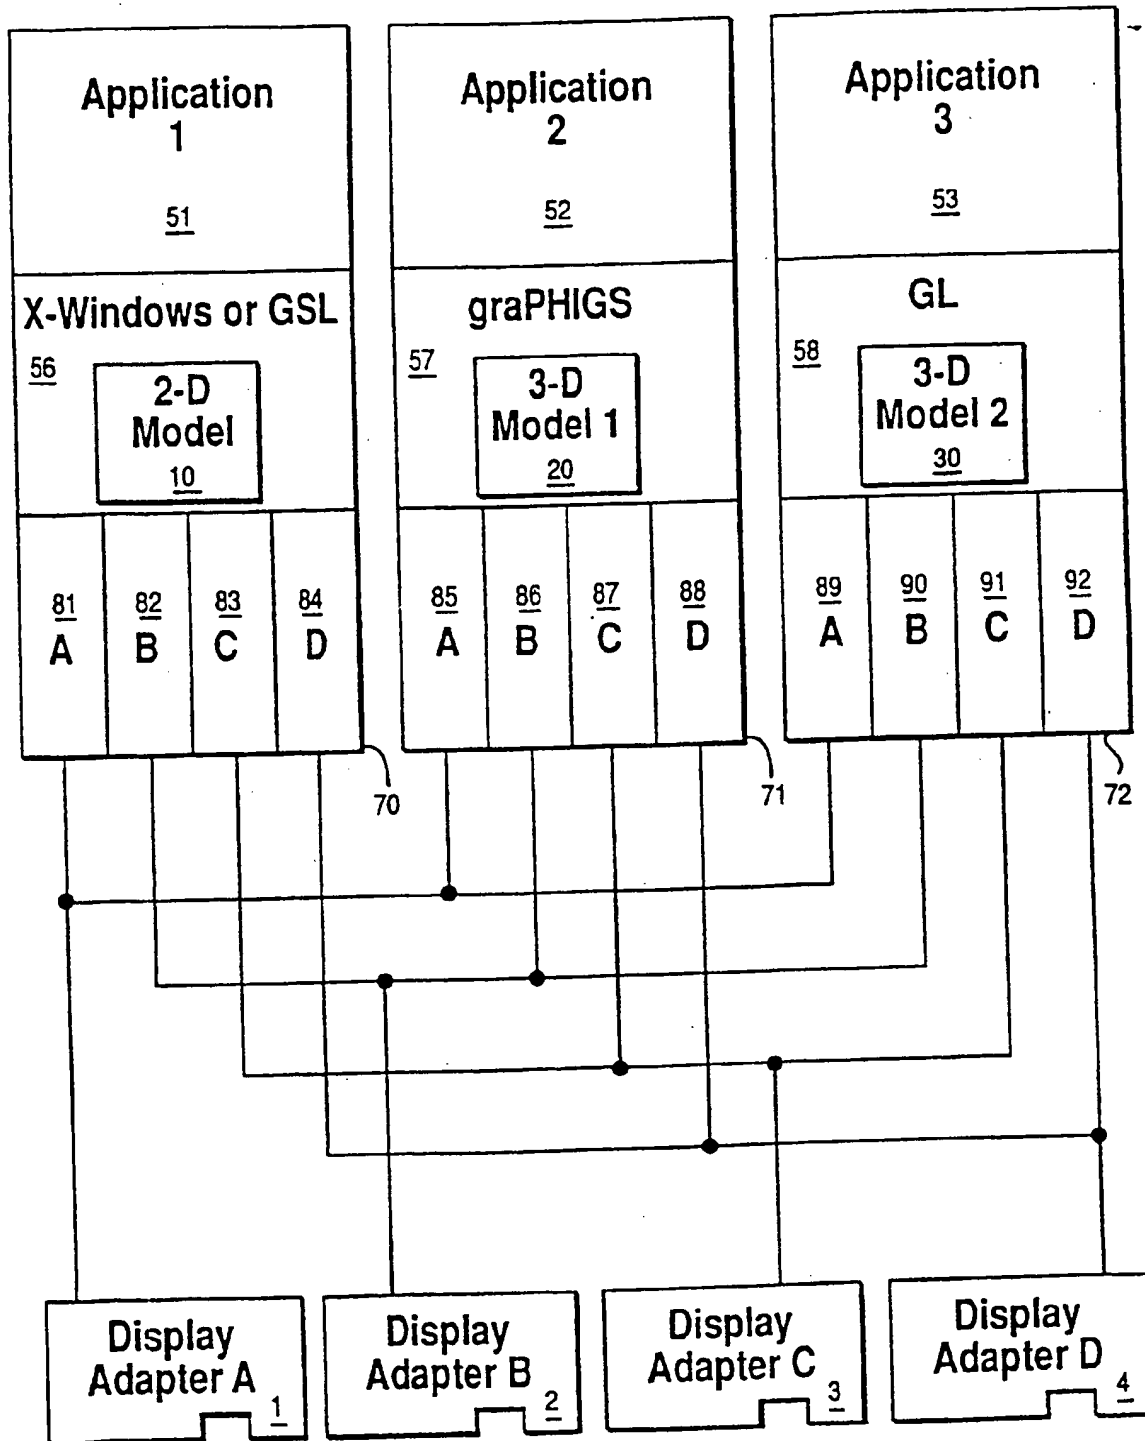 Application
1
51
X-Windows or GSL
56
2-D
Model
10
81
A
82
B
83
C
84
D
70
Application
2
52
graPHIGS
57
3-D
Model 1
20
85
A
86
B
87
C
88
D
71
Application
3
53
GL
58
3-D
Model 2
30
89
A
90
B
91
C
92
D
72
Display
Adapter A
1
Display
Adapter B
2
Display
Adapter C
3
Display
Adapter D
4